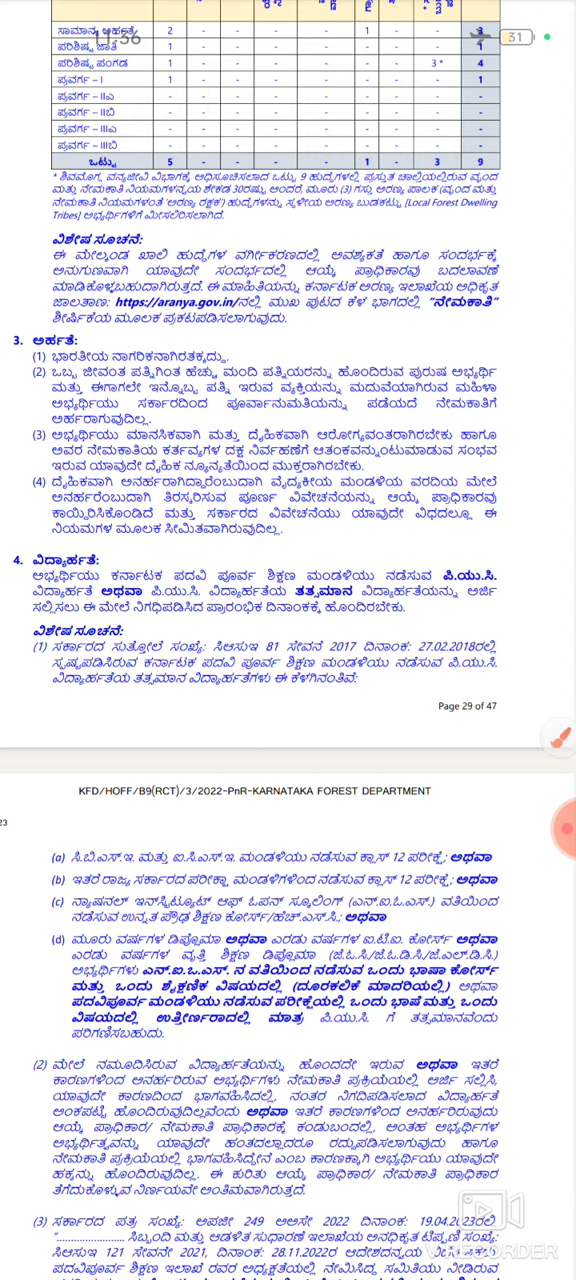 ಸಾಮಾನ್ಯ ಅರ್ಹತೆ 2 - - - - 1 - - 3
11:56 31
ಪರಿಶಿಷ್ಟ ಜಾತಿ 1 - - - - - - - 1
ಪರಿಶಿಷ್ಟ ಪಂಗಡ 1 - - - - - - 3 * 4
ಪ್ರವರ್ಗ – I 1 - - - - - - - 1
ಪ್ರವರ್ಗ – IIಎ - - - - - - - - -
ಪ್ರವರ್ಗ – IIಬಿ - - - - - - - - -
ಪ್ರವರ್ಗ – IIIಎ - - - - - - - - -
ಪ್ರವರ್ಗ – IIIಬಿ - - - - - - - - -
ಒಟ್ಟು 5 - - - - 1 - 3 9
* ಶಿವಮೊಗ್ಗ ವನ್ಯಜೀವಿ ವಿಭಾಗಕ್ಕೆ ಅಧಿಸೂಚಿಸಲಾದ ಒಟ್ಟು 9 ಹುದ್ದೆಗಳಲ್ಲಿ ಪ್ರಸ್ತುತ ಚಾಲ್ತಿಯಲ್ಲಿರುವ ವೃಂದ
ಮತ್ತು ನೇಮಕಾತಿ ನಿಯಮಗಳನ್ವಯ ಶೇಕಡ 30ರಷ್ಟು ಅಂದರೆ, ಮೂರು (3) ಗಸ್ತು ಅರಣ್ಯ ಪಾಲಕ (ವೃಂದ ಮತ್ತು
ನೇಮಕಾತಿ ನಿಯಮಗಳಂತೆ 'ಅರಣ್ಯ ರಕ್ಷಕ') ಹುದ್ದೆಗಳನ್ನು ಸ್ಥಳೀಯ ಅರಣ್ಯ ಬುಡಕಟ್ಟು [Local Forest Dwelling
Tribes] ಅಭ್ಯರ್ಥಿಗಳಿಗೆ ಮೀಸಲಿರಿಸಲಾಗಿದೆ.
ವಿಶೇಷ ಸೂಚನೆ:
ಈ ಮೇಲ್ಕಂಡ ಖಾಲಿ ಹುದ್ದೆಗಳ ವರ್ಗೀಕರಣದಲ್ಲಿ ಅವಶ್ಯಕತೆ ಹಾಗೂ ಸಂದರ್ಭಕ್ಕೆ
ಅನುಗುಣವಾಗಿ ಯಾವುದೇ ಸಂದರ್ಭದಲ್ಲಿ ಆಯ್ಕೆ ಪ್ರಾಧಿಕಾರವು ಬದಲಾವಣೆ
ಮಾಡಿಕೊಳ್ಳಬಹುದಾಗಿರುತ್ತದೆ. ಈ ಮಾಹಿತಿಯನ್ನು ಕರ್ನಾಟಕ ಅರಣ್ಯ ಇಲಾಖೆಯ ಅಧಿಕೃತ
ಜಾಲತಾಣ: https://aranya.gov.in/ನಲ್ಲಿ ಮುಖ ಪುಟದ ಕೆಳ ಭಾಗದಲ್ಲಿ "ನೇಮಕಾತಿ"
ಶೀರ್ಷಿಕೆಯ ಮೂಲಕ ಪ್ರಕಟಪಡಿಸಲಾಗುವುದು.
3. ಅರ್ಹತೆ:
(1) ಭಾರತೀಯ ನಾಗರಿಕನಾಗಿರತಕ್ಕದ್ದು.
(2) ಒಬ್ಬ ಜೀವಂತ ಪತ್ನಿಗಿಂತ ಹೆಚ್ಚು ಮಂದಿ ಪತ್ನಿಯರನ್ನು ಹೊಂದಿರುವ ಪುರುಷ ಅಭ್ಯರ್ಥಿ
ಮತ್ತು ಈಗಾಗಲೇ ಇನ್ನೊಬ್ಬ ಪತ್ನಿ ಇರುವ ವ್ಯಕ್ತಿಯನ್ನು ಮದುವೆಯಾಗಿರುವ ಮಹಿಳಾ
ಅಭ್ಯರ್ಥಿಯು ಸರ್ಕಾರದಿಂದ ಪೂರ್ವಾನುಮತಿಯನ್ನು ಪಡೆಯದೆ ನೇಮಕಾತಿಗೆ
ಅರ್ಹರಾಗುವುದಿಲ್ಲ.
(3) ಅಭ್ಯರ್ಥಿಯು ಮಾನಸಿಕವಾಗಿ ಮತ್ತು ದೈಹಿಕವಾಗಿ ಆರೋಗ್ಯವಂತರಾಗಿರಬೇಕು ಹಾಗೂ
ಅವರ ನೇಮಕಾತಿಯ ಕರ್ತವ್ಯಗಳ ದಕ್ಷ ನಿರ್ವಹಣೆಗೆ ಆತಂಕವನ್ನುಂಟುಮಾಡುವ ಸಂಭವ
ಇರುವ ಯಾವುದೇ ದೈಹಿಕ ನ್ಯೂನ್ಯತೆಯಿಂದ ಮುಕ್ತರಾಗಿರಬೇಕು.
(4) ದೈಹಿಕವಾಗಿ ಅನರ್ಹರಾಗಿದ್ದಾರೆಂಬುದಾಗಿ ವೈದ್ಯಕೀಯ ಮಂಡಳಿಯ ವರದಿಯ ಮೇಲೆ
ಅನರ್ಹರೆಂಬುದಾಗಿ ತಿರಸ್ಕರಿಸುವ ಪೂರ್ಣ ವಿವೇಚನೆಯನ್ನು ಆಯ್ಕೆ ಪ್ರಾಧಿಕಾರವು
ಕಾಯ್ದಿರಿಸಿಕೊಂಡಿದೆ ಮತ್ತು ಸರ್ಕಾರದ ವಿವೇಚನೆಯು ಯಾವುದೇ ವಿಧದಲ್ಲೂ ಈ
ನಿಯಮಗಳ ಮೂಲಕ ಸೀಮಿತವಾಗಿರುವುದಿಲ್ಲ.
4. ವಿದ್ಯಾರ್ಹತೆ:
ಅಭ್ಯರ್ಥಿಯು ಕರ್ನಾಟಕ ಪದವಿ ಪೂರ್ವ ಶಿಕ್ಷಣ ಮಂಡಳಿಯು ನಡೆಸುವ ಪಿ.ಯು.ಸಿ.
ವಿದ್ಯಾರ್ಹತೆ ಅಥವಾ ಪಿ.ಯು.ಸಿ. ವಿದ್ಯಾರ್ಹತೆಯ ತತ್ಸಮಾನ ವಿದ್ಯಾರ್ಹತೆಯನ್ನು ಅರ್ಜಿ
ಸಲ್ಲಿಸಲು ಈ ಮೇಲೆ ನಿಗಧಿಪಡಿಸಿದ ಪ್ರಾರಂಭಿಕ ದಿನಾಂಕಕ್ಕೆ ಹೊಂದಿರಬೇಕು.
ವಿಶೇಷ ಸೂಚನೆ:
(1) ಸರ್ಕಾರದ ಸುತ್ತೋಲೆ ಸಂಖ್ಯೆ: ಸಿಆಸುಇ 81 ಸೇವನೆ 2017 ದಿನಾಂಕ: 27.02.2018ರಲ್ಲಿ
ಸ್ಪಷ್ಟಪಡಿಸಿರುವ ಕರ್ನಾಟಕ ಪದವಿ ಪೂರ್ವ ಶಿಕ್ಷಣ ಮಂಡಳಿಯು ನಡೆಸುವ ಪಿ.ಯು.ಸಿ.
ವಿದ್ಯಾರ್ಹತೆಯ ತತ್ಸಮಾನ ವಿದ್ಯಾರ್ಹತೆಗಳು ಈ ಕೆಳಗಿನಂತಿವೆ:
Page 29 of 47
KFD/HOFF/B9(RCT)/3/2022-PnR-KARNATAKA FOREST DEPARTMENT
23
(a) ಸಿ.ಬಿ.ಎಸ್.ಇ. ಮತ್ತು ಐ.ಸಿ.ಎಸ್.ಇ. ಮಂಡಳಿಯು ನಡೆಸುವ ಕ್ಲಾಸ್ 12 ಪರೀಕ್ಷೆ; ಅಥವಾ
(b) ಇತರೆ ರಾಜ್ಯ ಸರ್ಕಾರದ ಪರೀಕ್ಷಾ ಮಂಡಳಿಗಳಿಂದ ನಡೆಸುವ ಕ್ಲಾಸ್ 12 ಪರೀಕ್ಷೆ; ಅಥವಾ
(c) ನ್ಯಾಷನಲ್ ಇನ್ಸ್ಟಿಟ್ಯೂಟ್ ಆಫ್ ಓಪನ್ ಸ್ಕೂಲಿಂಗ್ (ಎನ್.ಐ.ಓ.ಎಸ್) ವತಿಯಿಂದ
ನಡೆಸುವ ಉನ್ನತ ಪ್ರೌಢ ಶಿಕ್ಷಣ ಕೋರ್ಸ್/ಹೆಚ್.ಎಸ್.ಸಿ.; ಅಥವಾ
(d) ಮೂರು ವರ್ಷಗಳ ಡಿಪ್ಲೊಮಾ ಅಥವಾ ಎರಡು ವರ್ಷಗಳ ಐ.ಟಿ.ಐ. ಕೋರ್ಸ್ ಅಥವಾ
ಎರಡು ವರ್ಷಗಳ ವೃತ್ತಿ ಶಿಕ್ಷಣ ಡಿಪ್ಲೊಮಾ (ಜೆ.ಓ.ಸಿ/ಜೆ.ಓ.ಡಿ.ಸಿ/ಜೆ.ಎಲ್.ಡಿ.ಸಿ)
ಅಭ್ಯರ್ಥಿಗಳು ಎನ್.ಐ.ಒ.ಎಸ್. ನ ವತಿಯಿಂದ ನಡೆಸುವ ಒಂದು ಭಾಷಾ ಕೋರ್ಸ್
ಮತ್ತು ಒಂದು ಶೈಕ್ಷಣಿಕ ವಿಷಯದಲ್ಲಿ (ದೂರಕಲಿಕೆ ಮಾದರಿಯಲ್ಲಿ) ಅಥವಾ
ಪದವಿಪೂರ್ವ ಮಂಡಳಿಯು ನಡೆಸುವ ಪರೀಕ್ಷೆಯಲ್ಲಿ ಒಂದು ಭಾಷೆ ಮತ್ತು ಒಂದು
ವಿಷಯದಲ್ಲಿ ಉತ್ತೀರ್ಣರಾದಲ್ಲಿ ಮಾತ್ರ ಪಿ.ಯು.ಸಿ. ಗೆ ತತ್ಸಮಾನವೆಂದು
ಪರಿಗಣಿಸಬಹುದು.
(2) ಮೇಲೆ ನಮೂದಿಸಿರುವ ವಿದ್ಯಾರ್ಹತೆಯನ್ನು ಹೊಂದದೇ ಇರುವ ಅಥವಾ ಇತರೆ
ಕಾರಣಗಳಿಂದ ಅನರ್ಹರಿರುವ ಅಭ್ಯರ್ಥಿಗಳು ನೇಮಕಾತಿ ಪ್ರಕ್ರಿಯೆಯಲ್ಲಿ ಅರ್ಜಿ ಸಲ್ಲಿಸಿ,
ಯಾವುದೇ ಕಾರಣದಿಂದ ಭಾಗವಹಿಸಿದಲ್ಲಿ, ನಂತರ ನಿಗದಿಪಡಿಸಲಾದ ವಿದ್ಯಾರ್ಹತೆ
ಅಂಕಪಟ್ಟಿ ಹೊಂದಿರುವುದಿಲ್ಲವೆಂದು ಅಥವಾ ಇತರೆ ಕಾರಣಗಳಿಂದ ಅನರ್ಹರಿರುವುದು
ಆಯ್ಕೆ ಪ್ರಾಧಿಕಾರ/ ನೇಮಕಾತಿ ಪ್ರಾಧಿಕಾರಕ್ಕೆ ಕಂಡುಬಂದಲ್ಲಿ, ಅಂತಹ ಅಭ್ಯರ್ಥಿಗಳ
ಅಭ್ಯರ್ಥಿತ್ವವನ್ನು ಯಾವುದೇ ಹಂತದಲ್ಲಾದರೂ ರದ್ದುಪಡಿಸಲಾಗುವುದು ಹಾಗೂ
ನೇಮಕಾತಿ ಪ್ರಕ್ರಿಯೆಯಲ್ಲಿ ಭಾಗವಹಿಸಿದ್ದೇನೆ ಎಂಬ ಕಾರಣಕ್ಕಾಗಿ ಅಭ್ಯರ್ಥಿಯು ಯಾವುದೇ
ಹಕ್ಕನ್ನು ಹೊಂದಿರುವುದಿಲ್ಲ. ಈ ಕುರಿತು ಆಯ್ಕೆ ಪ್ರಾಧಿಕಾರ/ ನೇಮಕಾತಿ ಪ್ರಾಧಿಕಾರ
ತೆಗೆದುಕೊಳ್ಳುವ ನಿರ್ಣಯವೇ ಅಂತಿಮವಾಗಿರುತ್ತದೆ.
(3) ಸರ್ಕಾರದ ಪತ್ರ ಸಂಖ್ಯೆ: ಅಪಜೀ 249 ಅಅಸೇ 2022 ದಿನಾಂಕ: 19.04.2023ರಲ್ಲಿ
"........................ ಸಿಬ್ಬಂದಿ ಮತ್ತು ಆಡಳಿತ ಸುಧಾರಣೆ ಇಲಾಖೆಯ ಅನಧಿಕೃತ ಟಿಪ್ಪಣಿ ಸಂಖ್ಯೆ:
ಸಿಆಸುಇ 121 ಸೇವನೆ 2021, ದಿನಾಂಕ: 28.11.2022ರ ಆದೇಶದನ್ವಯ
ಪದವಿಪೂರ್ವ ಶಿಕ್ಷಣ ಇಲಾಖೆ ರವರ ಅಧ್ಯಕ್ಷತೆಯಲ್ಲಿ ನೇಮಿಸಿದ್ದ ಸಮಿತಿಯು ನೀಡಿರುವ
VRECORDER